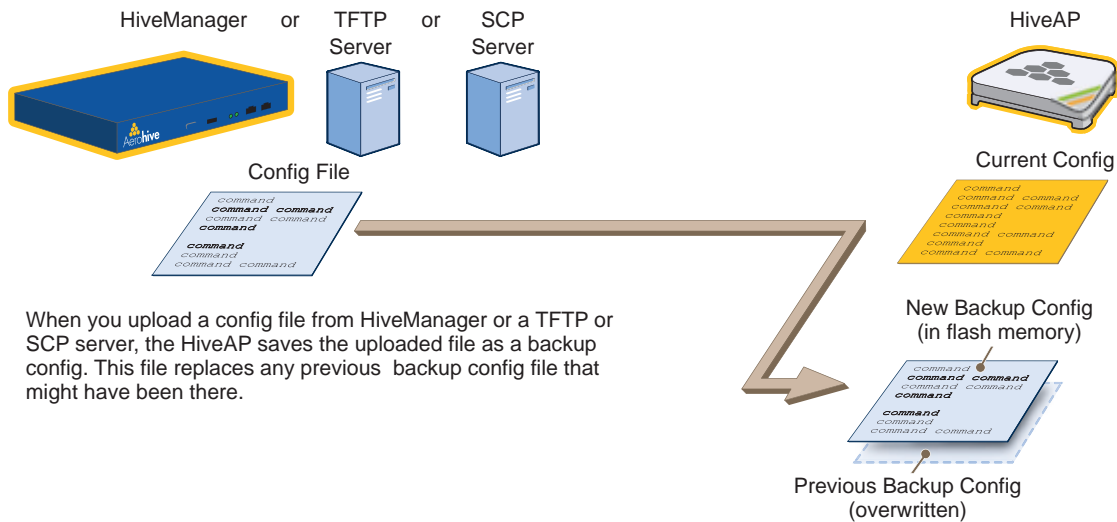 HiveManager or TFTP Server or SCP Server
HiveAP
Aerohive
Config File
command
command command
command command
command
command
command
command command
Current Config
command
command command
command command
command
command
command command
command
command command
When you upload a config file from HiveManager or a TFTP or
SCP server, the HiveAP saves the uploaded file as a backup
config. This file replaces any previous backup config file that
might have been there.
New Backup Config
(in flash memory)
command
command command
command command
command
command
command
command command
Previous Backup Config
(overwritten)